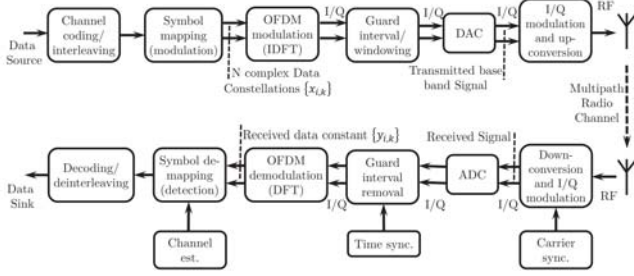 Data
Source
Channel
coding/
interleaving
Symbol
mapping
(modulation)
OFDM
modulation
(IDFT)
I/Q
Guard
interval/
windowing
I/Q
DAC
I/Q
I/Q
modulation
and up-
conversion
RF
N complex Data
Constellations {x_{i,k}}
Transmitted base
band Signal
Multipath
Radio
Channel
Received data constant {y_{i,k}}
Received Signal
Data
Sink
Decoding/
deinterleaving
Symbol de-
mapping
(detection)
OFDM
demodulation
(DFT)
I/Q
Guard
interval
removal
I/Q
ADC
I/Q
Down-
conversion
and I/Q
modulation
RF
Channel
est.
Time sync.
Carrier
sync.